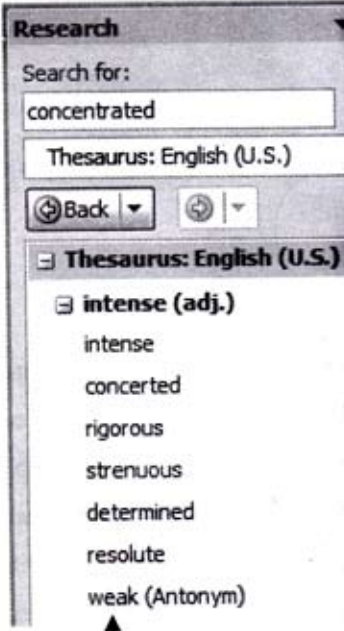 Research
Search for:
concentrated
Thesaurus: English (U.S.)
Back
Thesaurus: English (U.S.)
intense (adj.)
intense
concerted
rigorous
strenuous
determined
resolute
weak (Antonym)